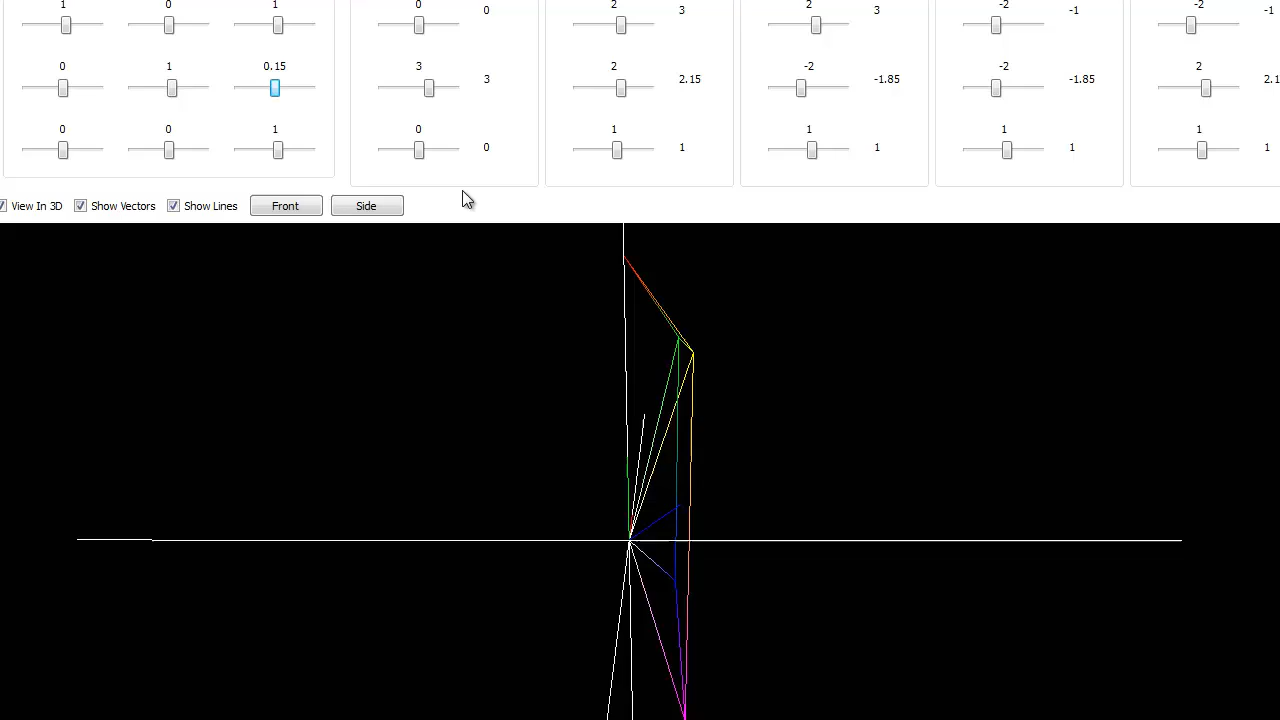 1 0 1 0 0 2 3 2 3 -2 -1 -2 -1
0 1 0.15 3 3 2 2.15 -2 -1.85 -2 -1.85 2 2.1
0 0 1 0 0 1 1 1 1 1 1 1 1
View In 3D Show Vectors Show Lines Front Side